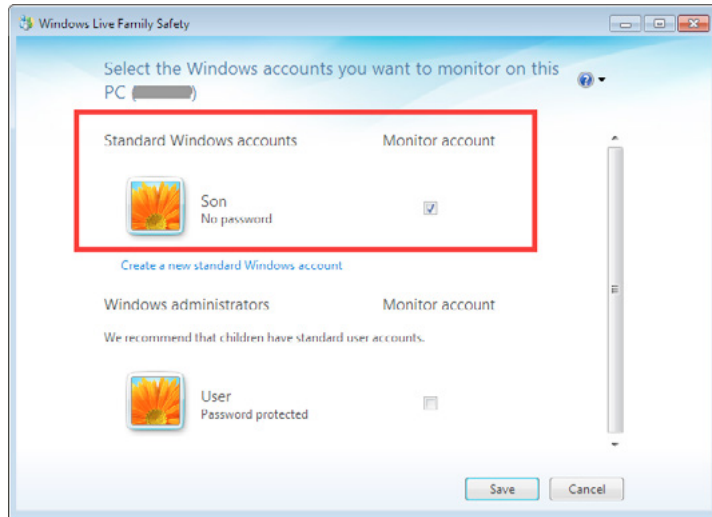 Windows Live Family Safety
Select the Windows accounts you want to monitor on this
PC ( )
Standard Windows accounts Monitor account
Son
No password
Create a new standard Windows account
Windows administrators Monitor account
We recommend that children have standard user accounts.
User
Password protected
Save Cancel